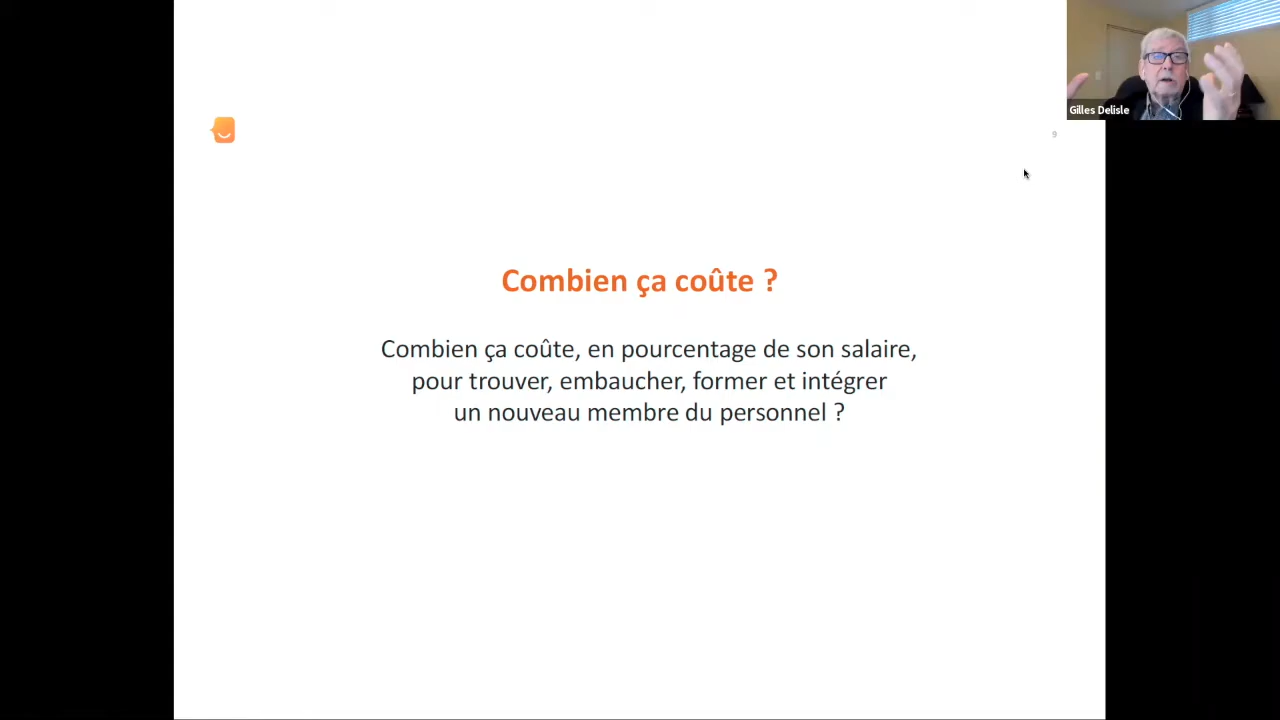 Gilles Delisle
9
Combien ça coûte ?
Combien ça coûte, en pourcentage de son salaire,
pour trouver, embaucher, former et intégrer
un nouveau membre du personnel ?